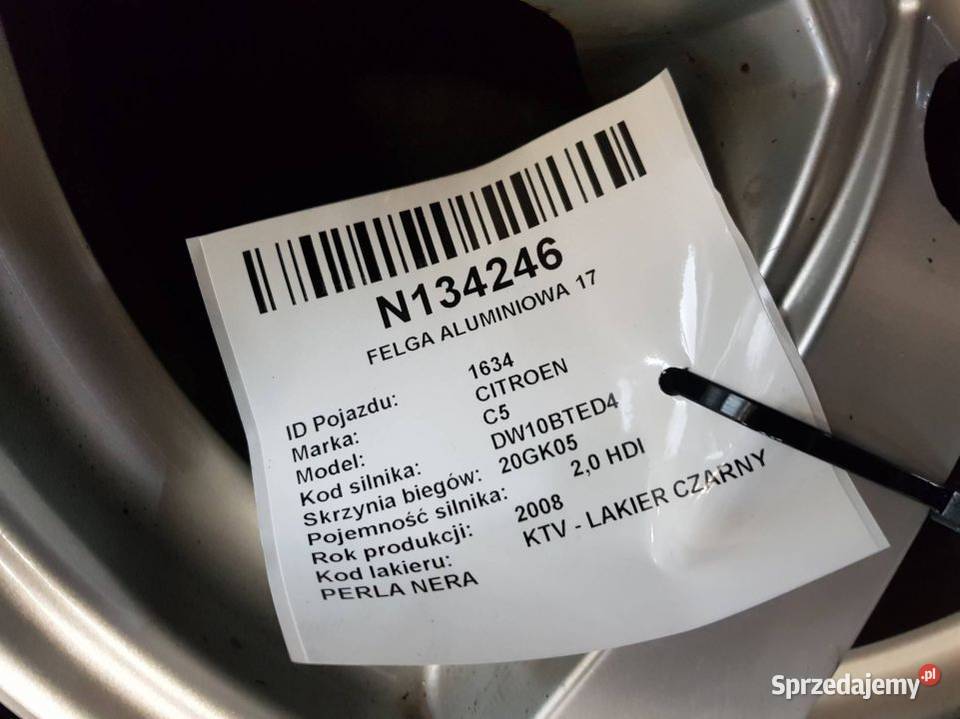 N134246
FELGA ALUMINIOWA 17
ID Pojazdu: 1634
Marka: CITROEN
Model: C5
Kod silnika: DW10BTED4
Skrzynia biegów: 20GK05
Pojemność silnika: 2,0 HDI
Rok produkcji: 2008
Kod lakieru: KTV - LAKIER CZARNY
PERLA NERA
Sprzedajemy.pl